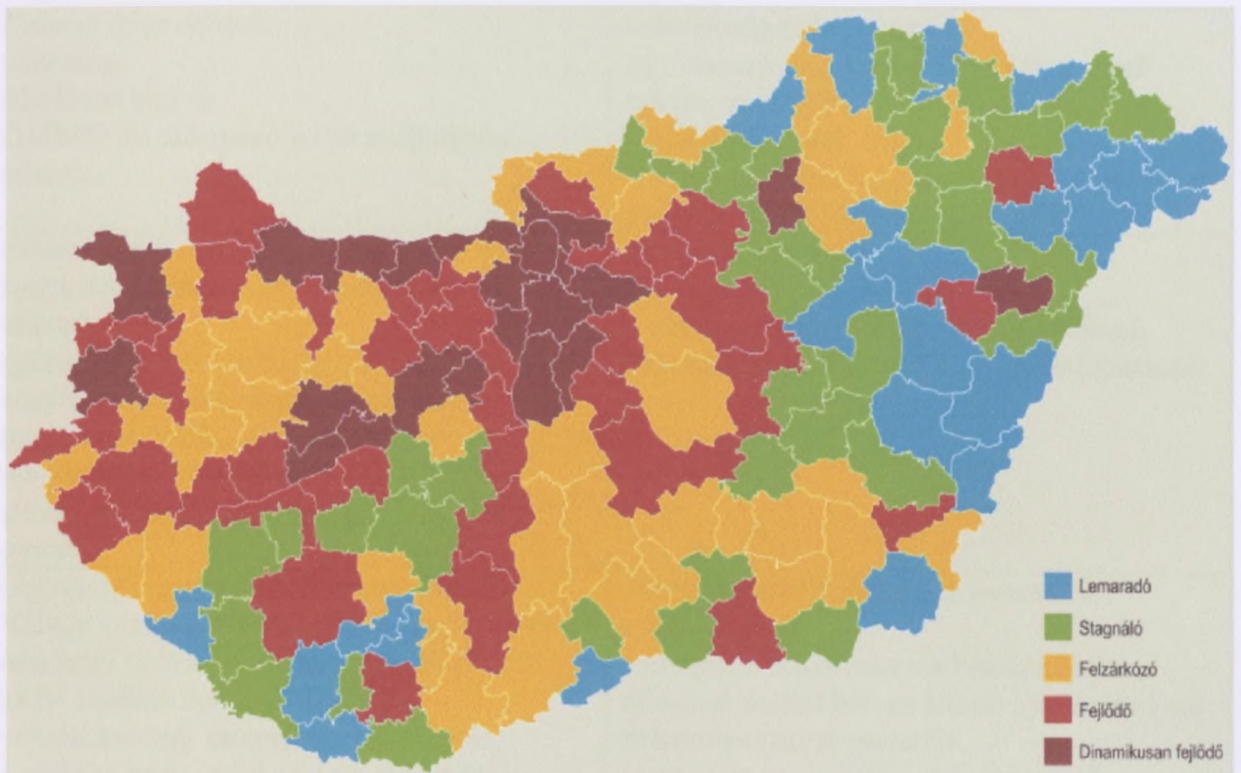 Lemaradó
Stagnáló
Felzárkózó
Fejlődő
Dinamikusan fejlődő